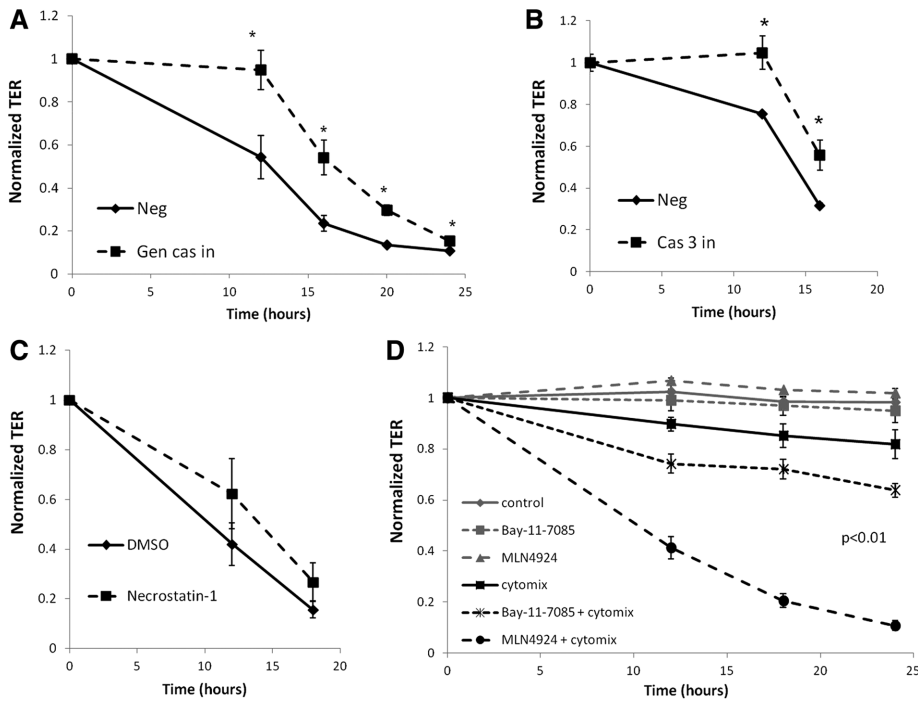 A
Normalized TER
1.2
1
0.8
0.6
0.4
0.2
0
*
*
*
*
Neg
Gen cas in
0
5
10
15
20
25
Time (hours)
B
Normalized TER
1.2
1
0.8
0.6
0.4
0.2
0
*
*
Neg
Cas 3 in
0
5
10
15
20
Time (hours)
C
Normalized TER
1.2
1
0.8
0.6
0.4
0.2
0
DMSO
Necrostatin-1
0
5
10
15
20
Time (hours)
D
Normalized TER
1.2
1
0.8
0.6
0.4
0.2
0
control
Bay-11-7085
MLN4924
cytomix
Bay-11-7085 + cytomix
MLN4924 + cytomix
p<0.01
0
5
10
15
20
25
Time (hours)